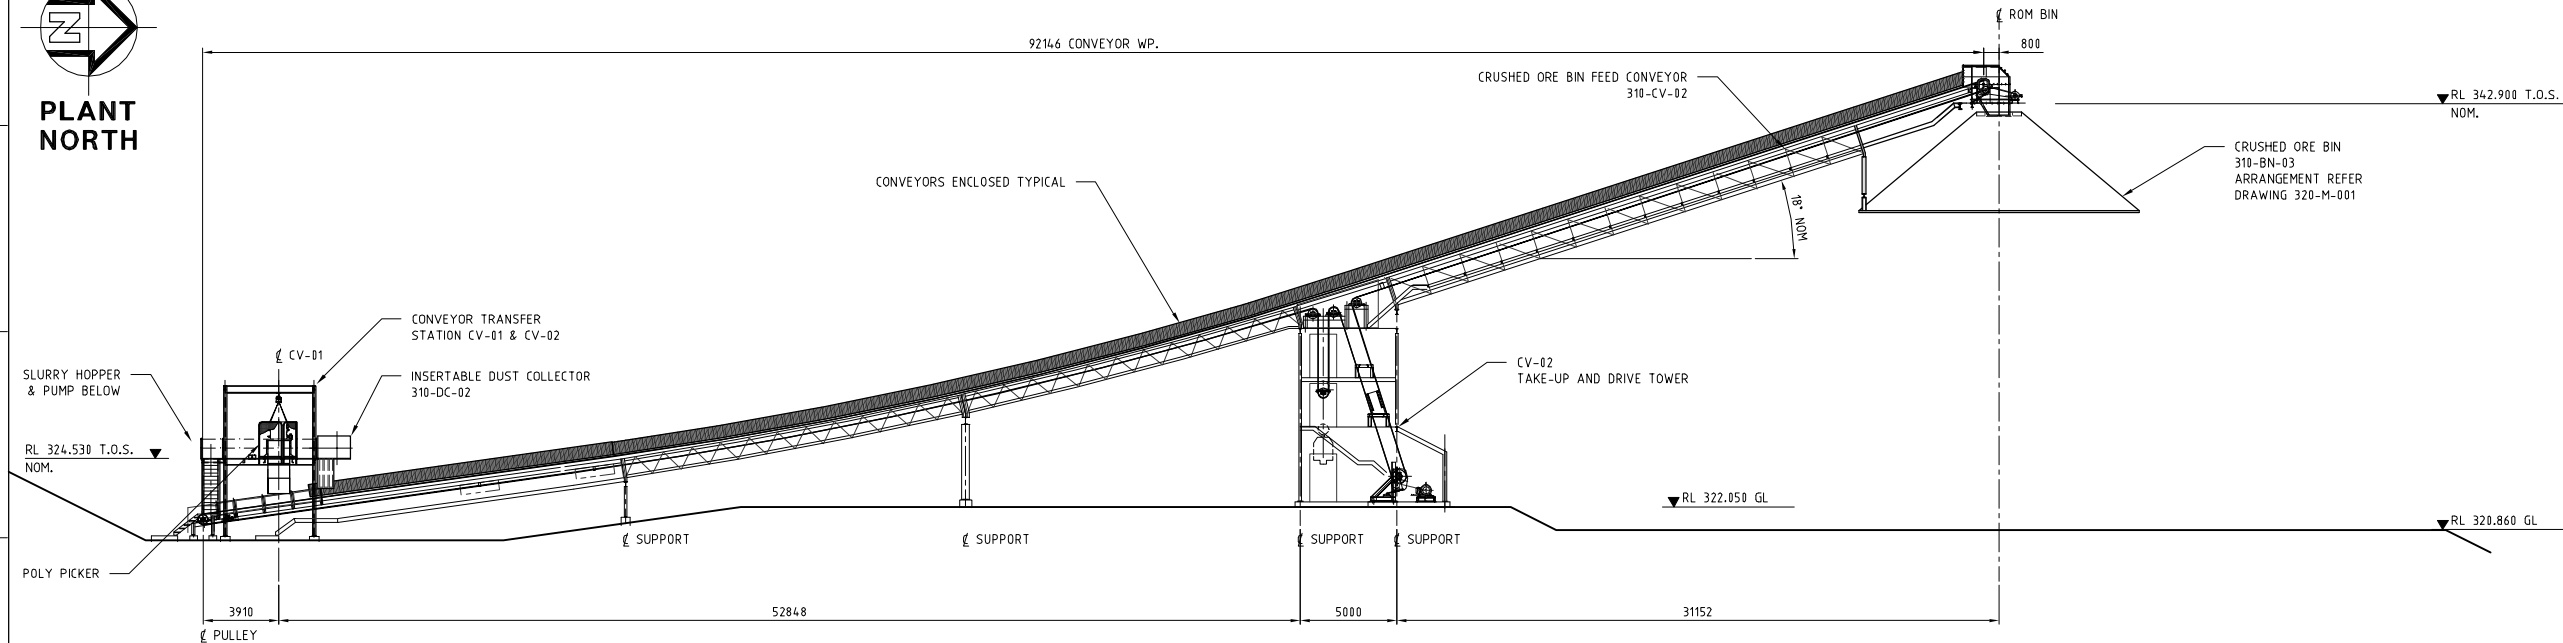 N
PLANT
NORTH
℄ ROM BIN
92146 CONVEYOR WP.
800
CRUSHED ORE BIN FEED CONVEYOR
310-CV-02
RL 342.900 T.O.S.
NOM.
CRUSHED ORE BIN
310-BN-03
ARRANGEMENT REFER
DRAWING 320-M-001
CONVEYORS ENCLOSED TYPICAL
18° NOM
CONVEYOR TRANSFER
STATION CV-01 & CV-02
℄ CV-01
SLURRY HOPPER
& PUMP BELOW
INSERTABLE DUST COLLECTOR
310-DC-02
CV-02
TAKE-UP AND DRIVE TOWER
RL 324.530 T.O.S.
NOM.
RL 322.050 GL
RL 320.860 GL
℄ SUPPORT
℄ SUPPORT
℄ SUPPORT
℄ SUPPORT
POLY PICKER
3910
52848
5000
31152
℄ PULLEY